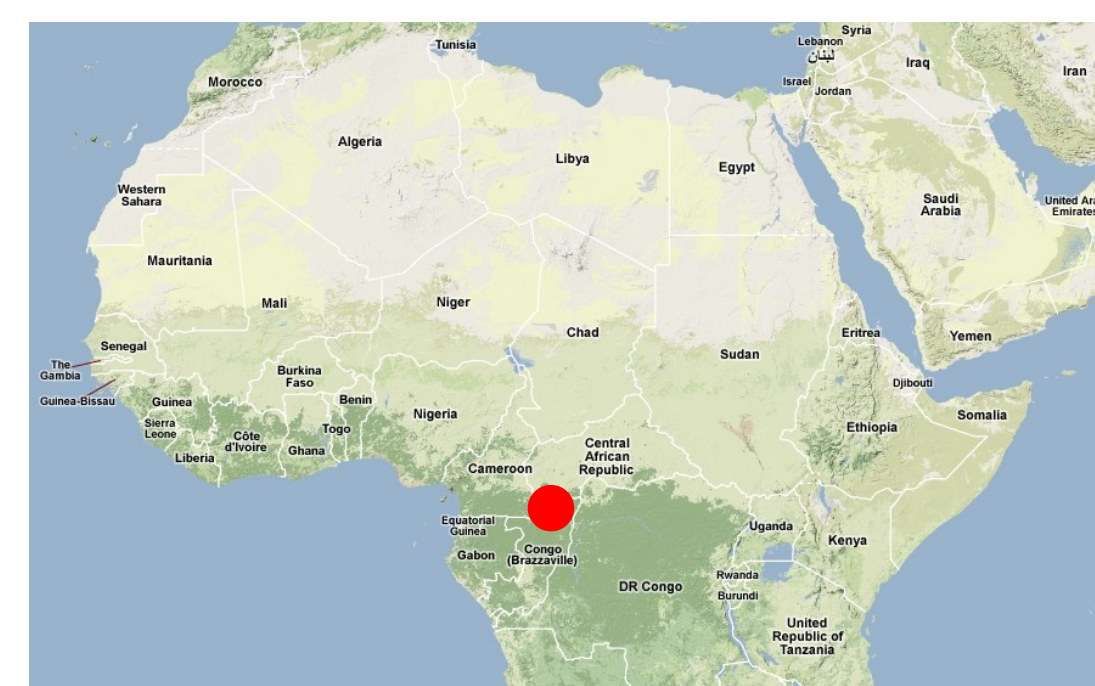 Syria
Lebanon
لبنان
Tunisia
Iraq
Iran
Morocco
Israel
Jordan
Algeria
Libya
Egypt
Western
Sahara
Saudi
Arabia
United Ara
Emirates
Mauritania
Mali
Niger
Chad
Eritrea
Yemen
Senegal
Sudan
The
Gambia
Burkina
Faso
Djibouti
Guinea-Bissau
Guinea
Benin
Nigeria
Somalia
Sierra
Leone
Togo
Ethiopia
Côte
d'Ivoire
Ghana
Liberia
Central
African
Republic
Cameroon
Equatorial
Guinea
Uganda
Kenya
Gabon
Congo
(Brazzaville)
DR Congo
Rwanda
Burundi
United
Republic of
Tanzania